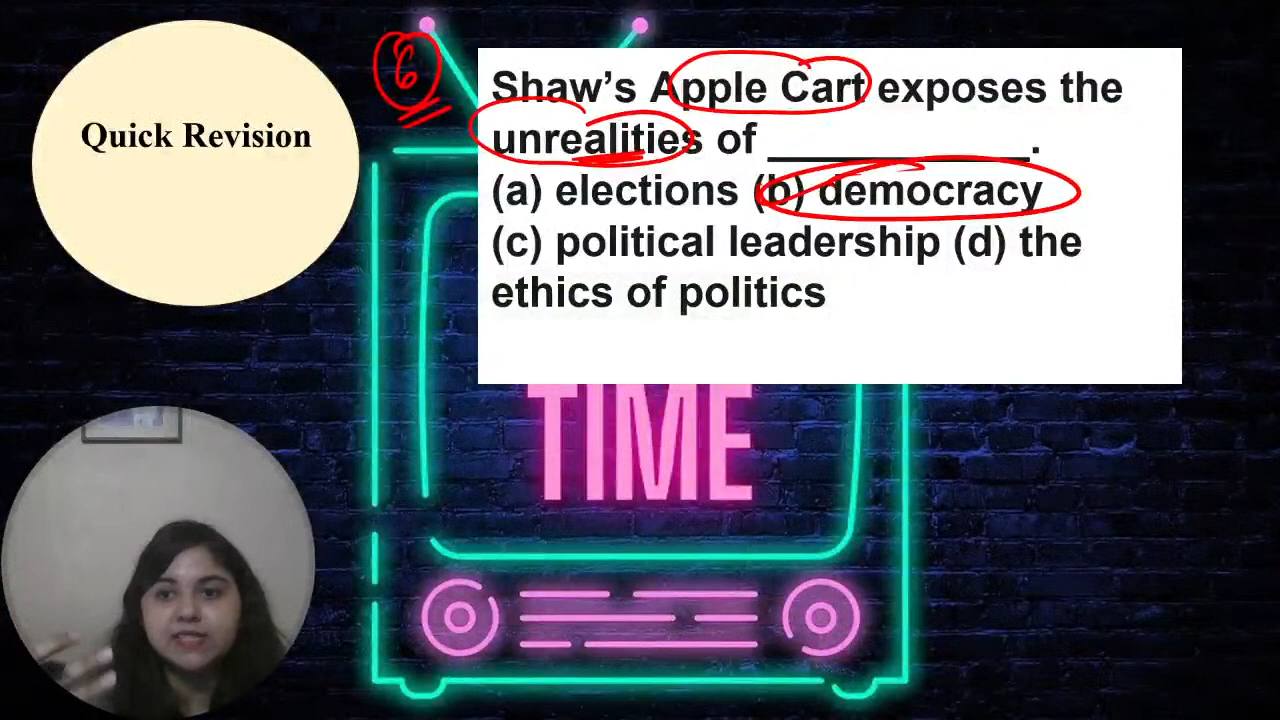 Quick Revision
6
Shaw's Apple Cart exposes the
unrealities of ____________.
(a) elections (b) democracy
(c) political leadership (d) the
ethics of politics
TIME